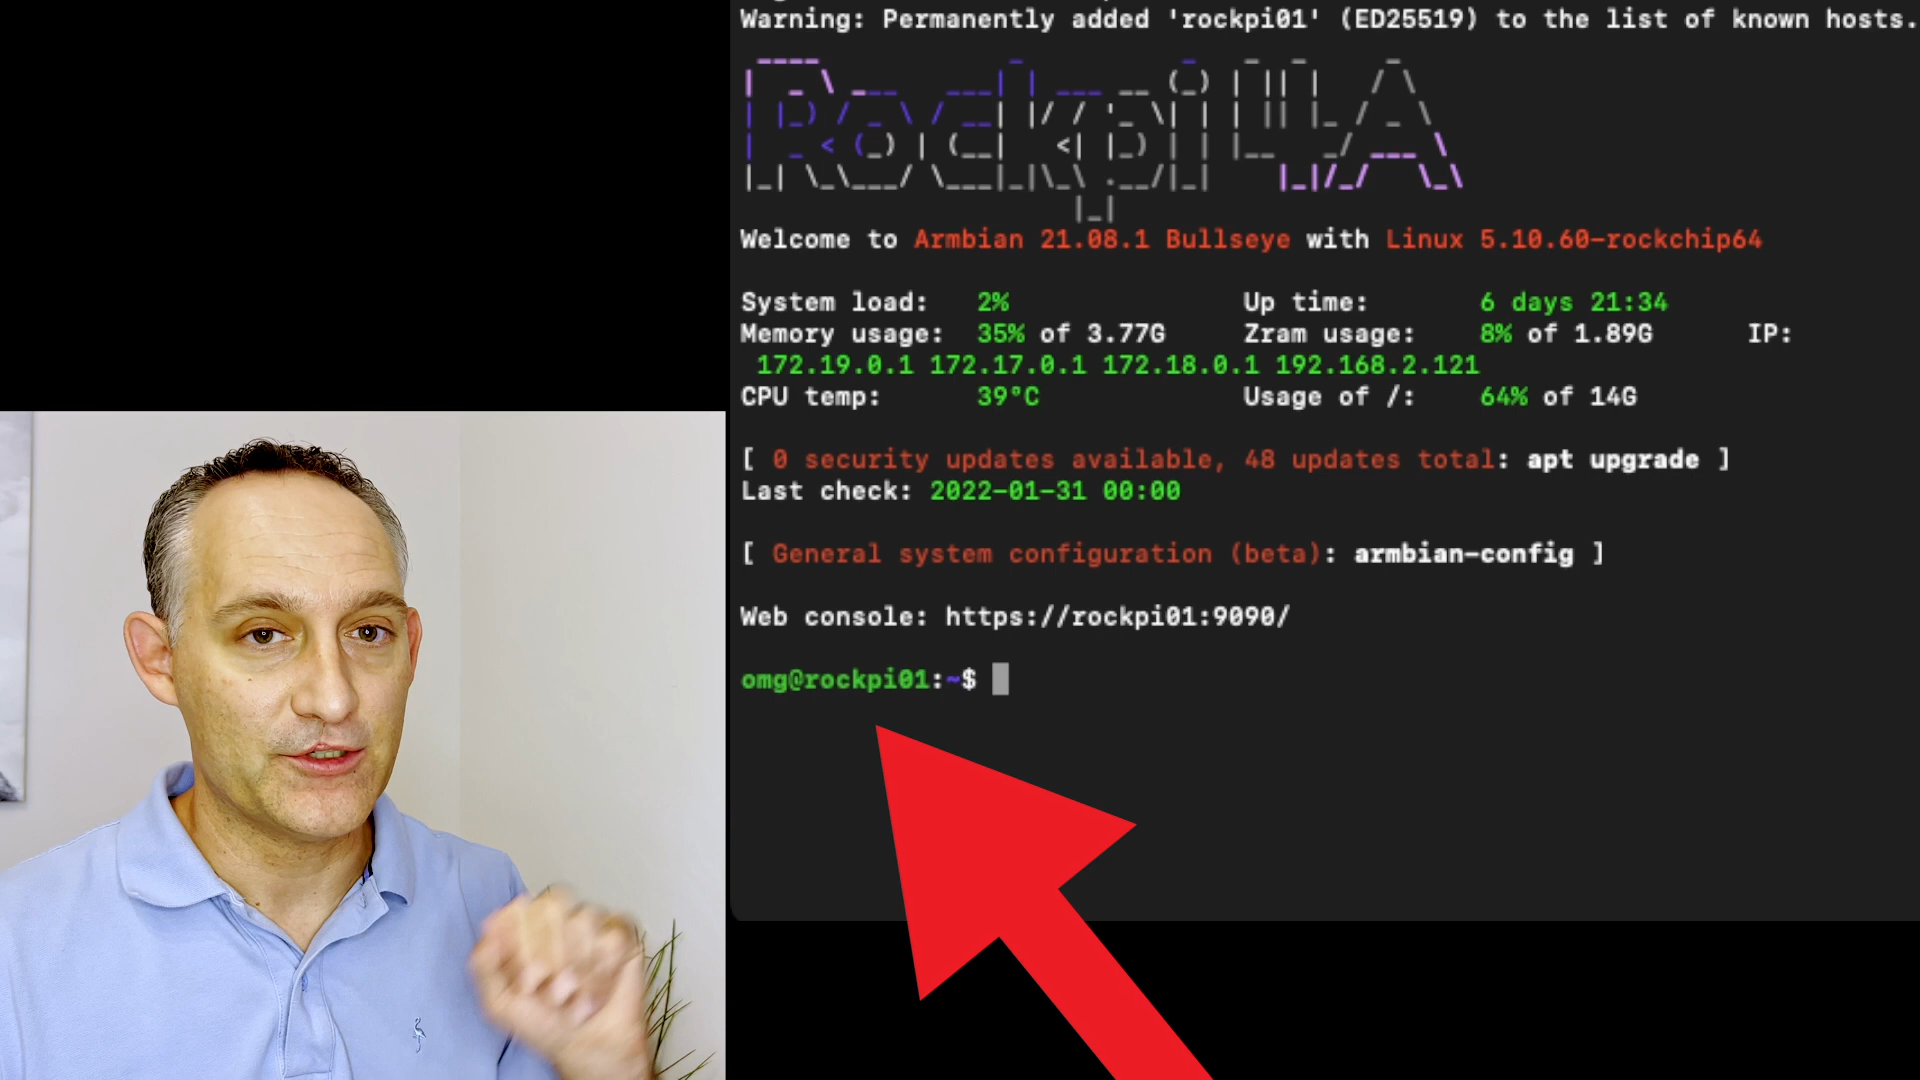 Warning: Permanently added 'rockpi01' (ED25519) to the list of known hosts.
Rockpi 4A
Welcome to Armbian 21.08.1 Bullseye with Linux 5.10.60-rockchip64
System load:   2%   Up time:   6 days 21:34
Memory usage:  35% of 3.77G   Zram usage:   8% of 1.89G   IP:
172.19.0.1 172.17.0.1 172.18.0.1 192.168.2.121
CPU temp:   39°C   Usage of /:   64% of 14G
[ 0 security updates available, 48 updates total: apt upgrade ]
Last check: 2022-01-31 00:00
[ General system configuration (beta): armbian-config ]
Web console: https://rockpi01:9090/
omg@rockpi01:~$